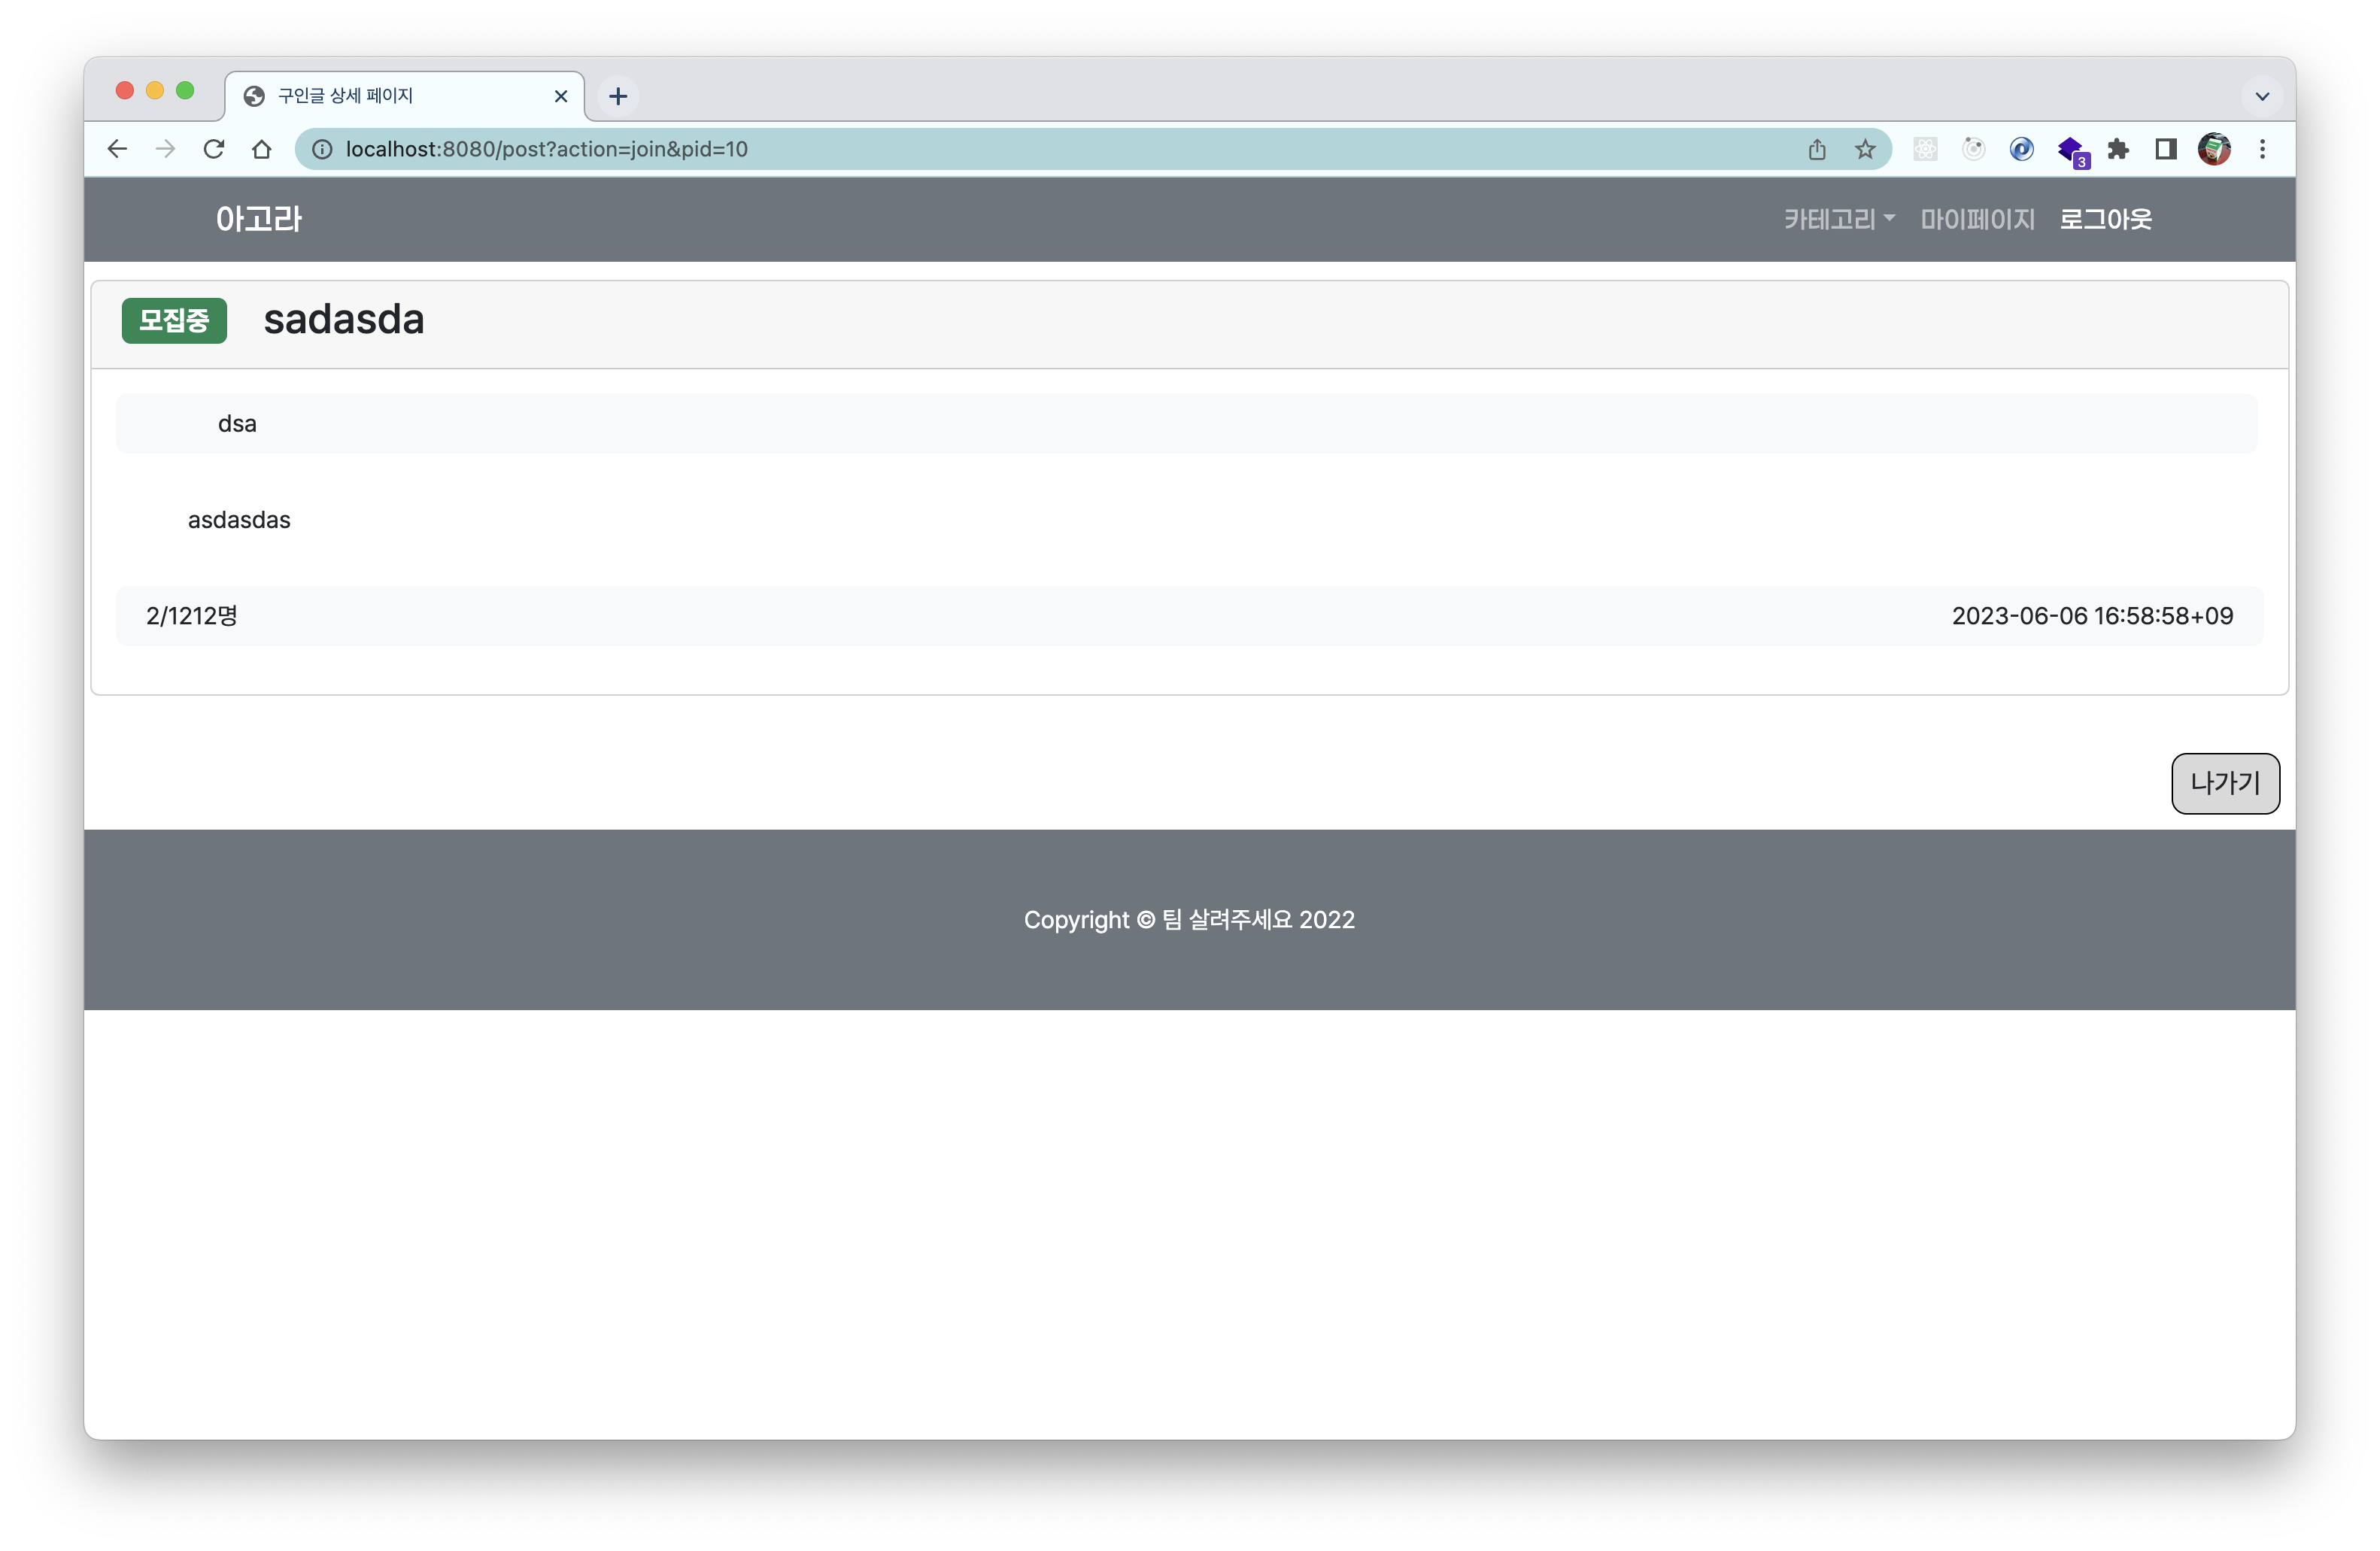 구인글 상세 페이지
localhost:8080/post?action=join&pid=10
3
아고라 카테고리 마이페이지 로그아웃
모집중 sadasda
dsa
asdasdas
2/1212명 2023-06-06 16:58:58+09
나가기
Copyright © 팀 살려주세요 2022